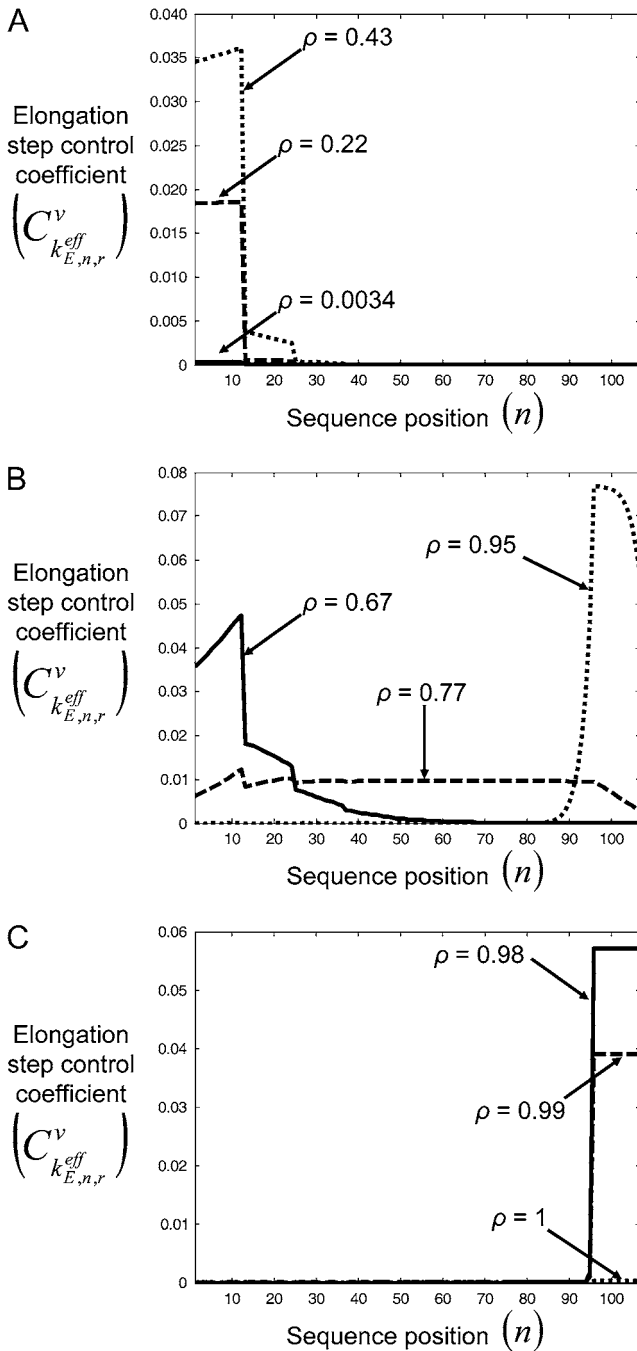 A
0.040
0.035
0.030
0.025
0.020
0.015
0.010
0.005
0
ρ = 0.43
ρ = 0.22
ρ = 0.0034
Elongation
step control
coefficient
(C^v_{k^{eff}_{E,n,r}})
10 20 30 40 50 60 70 80 90 100
Sequence position (n)
B
0.08
0.07
0.06
0.05
0.04
0.03
0.02
0.01
0
ρ = 0.95
ρ = 0.67
ρ = 0.77
Elongation
step control
coefficient
(C^v_{k^{eff}_{E,n,r}})
10 20 30 40 50 60 70 80 90 100
Sequence position (n)
C
0.06
0.05
0.04
0.03
0.02
0.01
0
ρ = 0.98
ρ = 0.99
ρ = 1
Elongation
step control
coefficient
(C^v_{k^{eff}_{E,n,r}})
10 20 30 40 50 60 70 80 90 100
Sequence position (n)